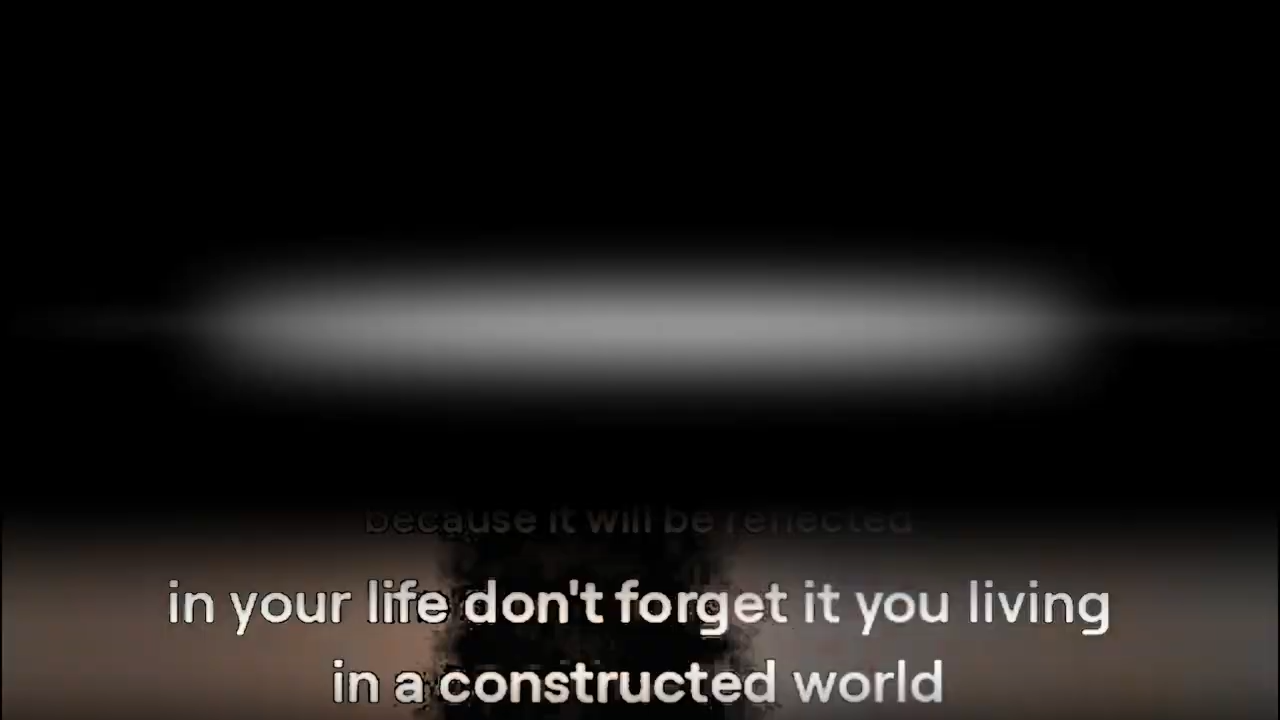 because it will be reflected
in your life don't forget it you living
in a constructed world